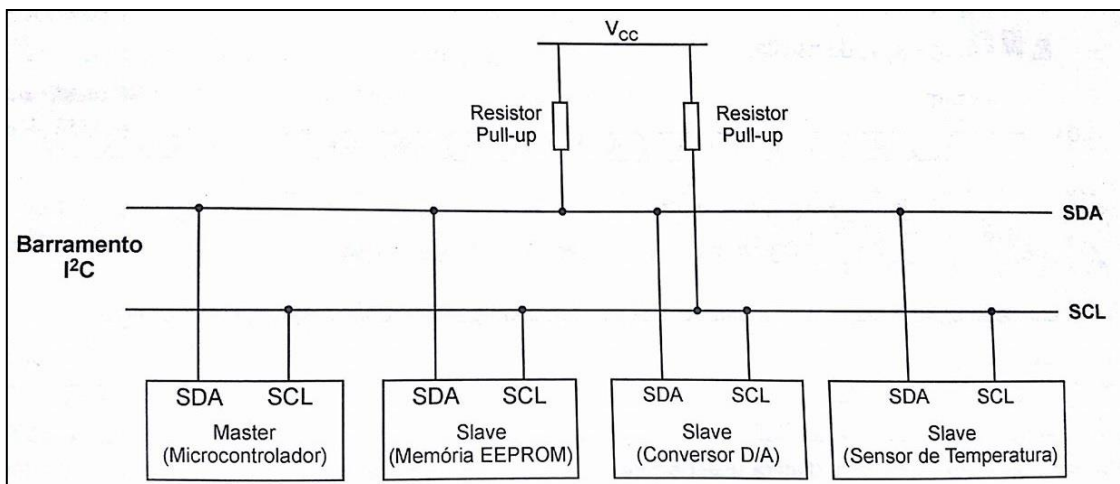 V_CC
Resistor
Pull-up
Resistor
Pull-up
SDA
Barramento
I²C
SCL
SDA SCL
Master
(Microcontrolador)
SDA SCL
Slave
(Memória EEPROM)
SDA SCL
Slave
(Conversor D/A)
SDA SCL
Slave
(Sensor de Temperatura)